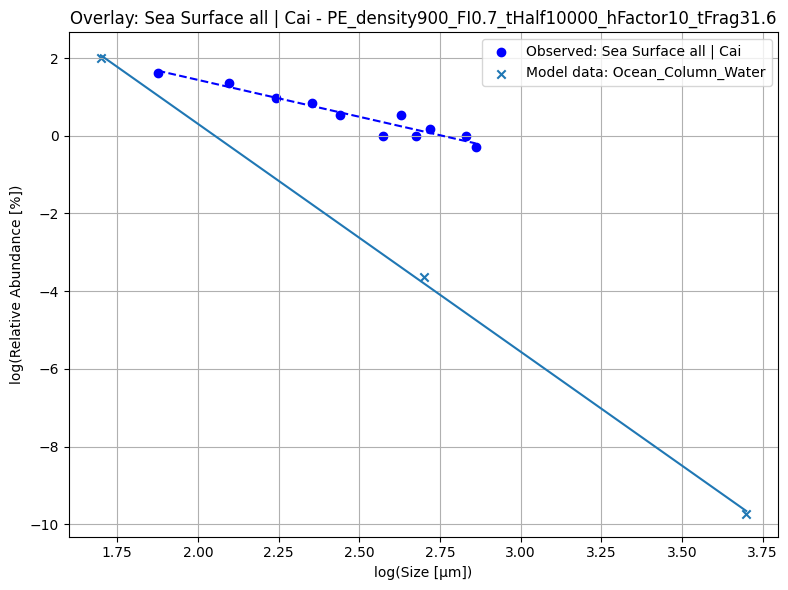 Overlay: Sea Surface all | Cai - PE_density900_FI0.7_tHalf10000_hFactor10_tFrag31.6
Observed: Sea Surface all | Cai
Model data: Ocean_Column_Water
log(Relative Abundance [%])
2
0
−2
−4
−6
−8
−10
1.75 2.00 2.25 2.50 2.75 3.00 3.25 3.50 3.75
log(Size [μm])